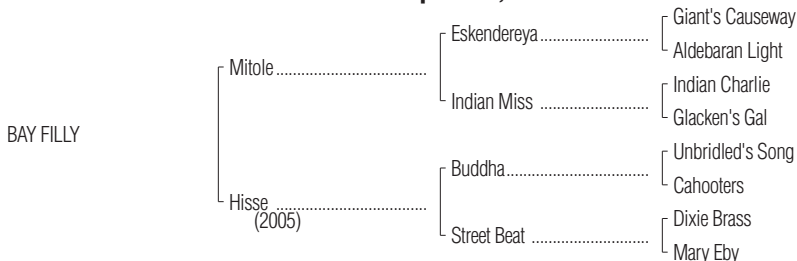 Giant's Causeway
Eskendereya
Aldebaran Light
Mitole
Indian Charlie
Indian Miss
Glacken's Gal
BAY FILLY
Unbridled's Song
Buddha
Cahooters
Hisse
(2005)
Dixie Brass
Street Beat
Mary Eby